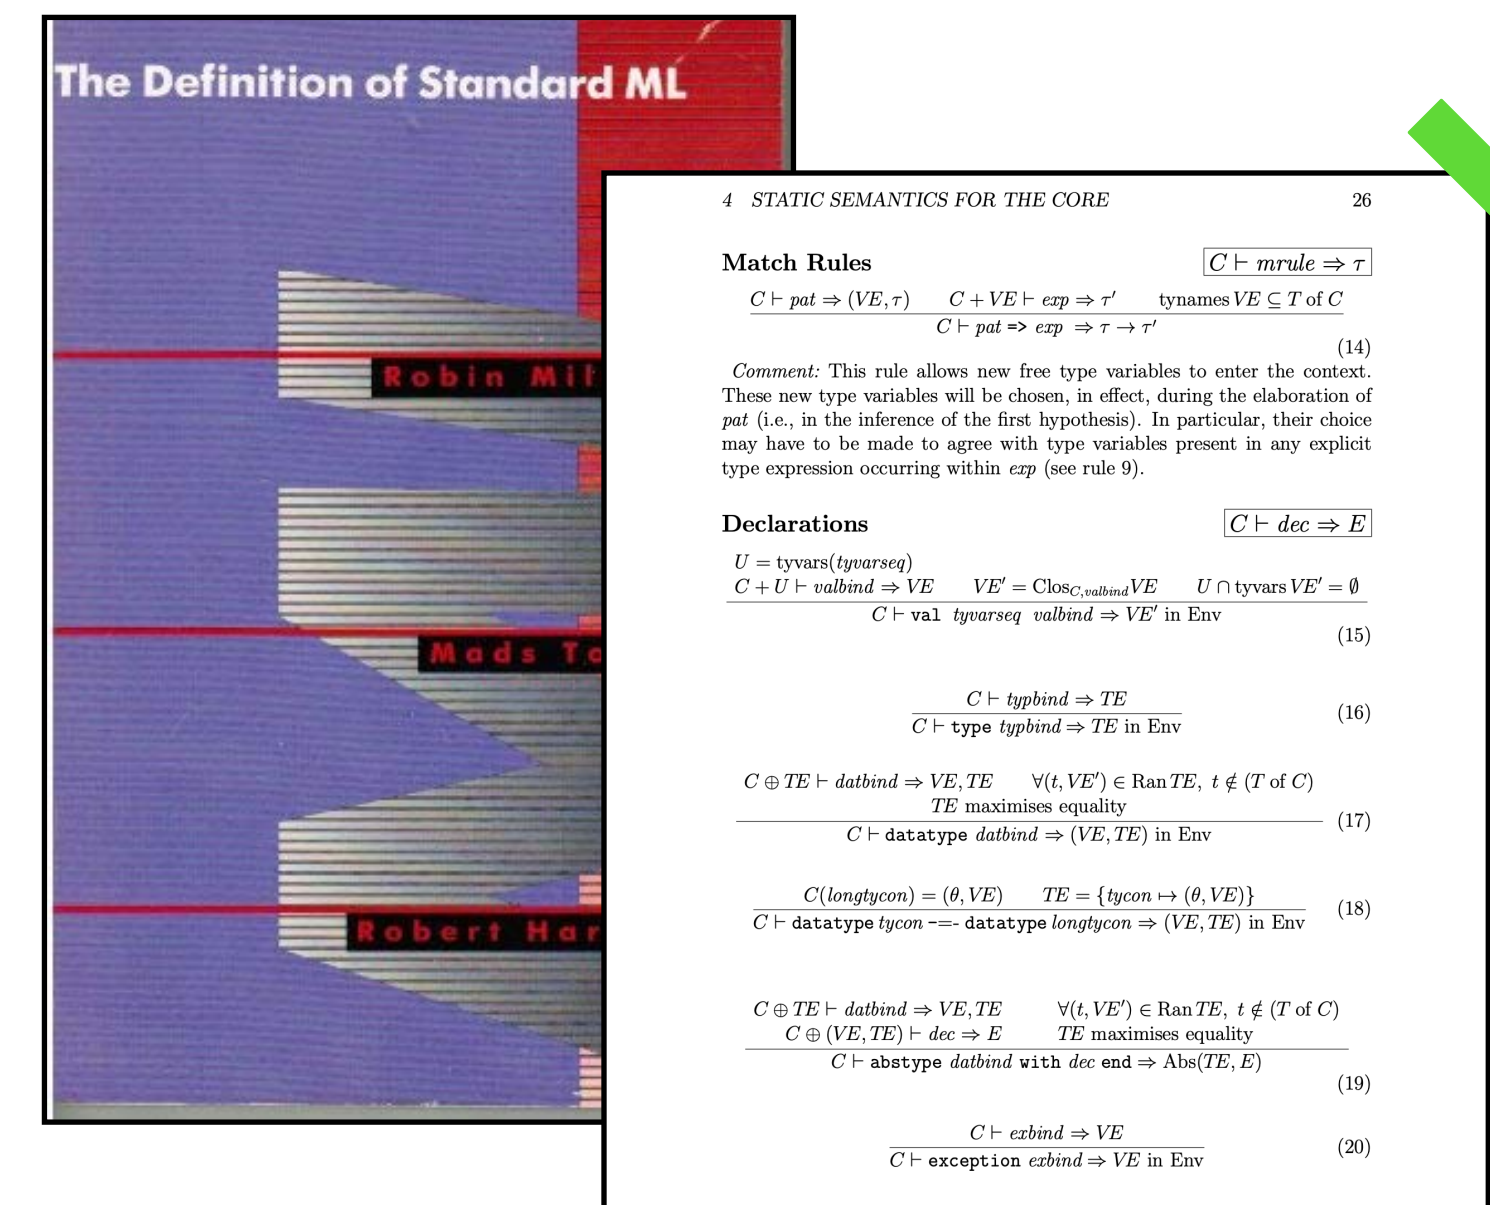 The Definition of Standard ML
Robin
Mads
Robert
4 STATIC SEMANTICS FOR THE CORE 26
Match Rules C ⊢ mrule ⇒ τ
C ⊢ pat ⇒ (VE, τ) C + VE ⊢ exp ⇒ τ′ tynames VE ⊆ T of C
C ⊢ pat => exp ⇒ τ → τ′
(14)
Comment: This rule allows new free type variables to enter the context.
These new type variables will be chosen, in effect, during the elaboration of
pat (i.e., in the inference of the first hypothesis). In particular, their choice
may have to be made to agree with type variables present in any explicit
type expression occurring within exp (see rule 9).
Declarations C ⊢ dec ⇒ E
U = tyvars(tyvarseq)
C + U ⊢ valbind ⇒ VE VE′ = Clos_{C,valbind}VE U ∩ tyvars VE′ = ∅
C ⊢ val tyvarseq valbind ⇒ VE′ in Env
(15)
C ⊢ typbind ⇒ TE
C ⊢ type typbind ⇒ TE in Env
(16)
C ⊕ TE ⊢ datbind ⇒ VE, TE ∀(t, VE′) ∈ Ran TE, t ∉ (T of C)
TE maximises equality
C ⊢ datatype datbind ⇒ (VE, TE) in Env
(17)
C(longtycon) = (θ, VE) TE = {tycon ↦ (θ, VE)}
C ⊢ datatype tycon -=- datatype longtycon ⇒ (VE, TE) in Env
(18)
C ⊕ TE ⊢ datbind ⇒ VE, TE ∀(t, VE′) ∈ Ran TE, t ∉ (T of C)
C ⊕ (VE, TE) ⊢ dec ⇒ E TE maximises equality
C ⊢ abstype datbind with dec end ⇒ Abs(TE, E)
(19)
C ⊢ exbind ⇒ VE
C ⊢ exception exbind ⇒ VE in Env
(20)